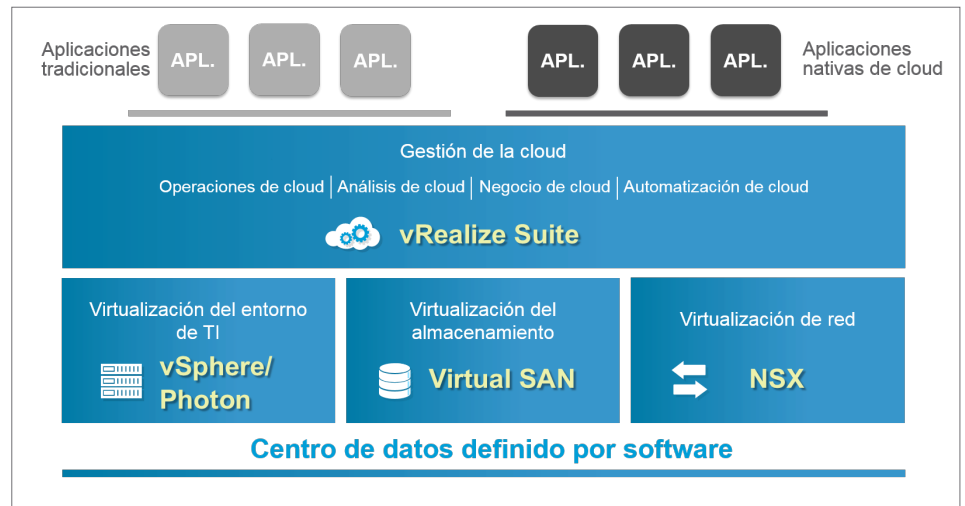 Aplicaciones
tradicionales
APL.
APL.
APL.
APL.
APL.
APL.
Aplicaciones
nativas de cloud
Gestión de la cloud
Operaciones de cloud | Análisis de cloud | Negocio de cloud | Automatización de cloud
vRealize Suite
Virtualización del entorno
de TI
vSphere/
Photon
Virtualización del
almacenamiento
Virtual SAN
Virtualización de red
NSX
Centro de datos definido por software